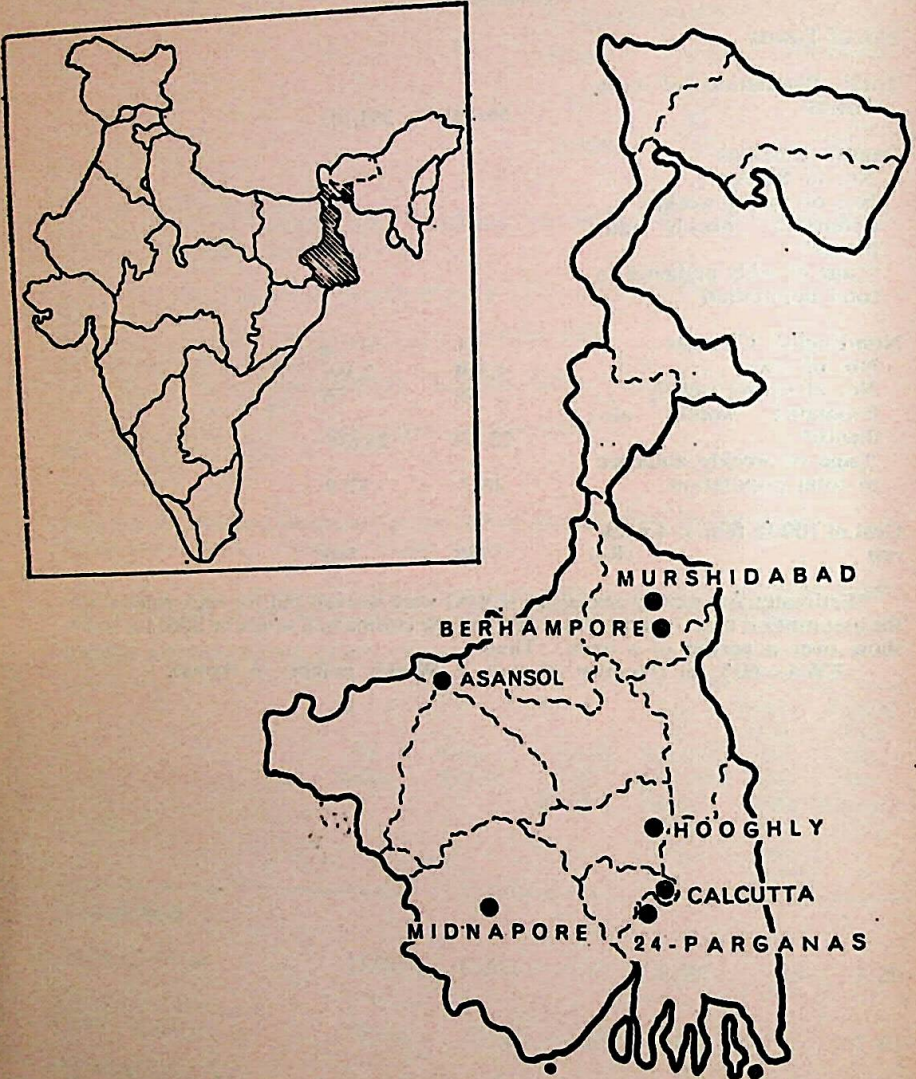 MURSHIDABAD
BERHAMPORE
ASANSOL
HOOGHLY
CALCUTTA
MIDNAPORE
24-PARGANAS